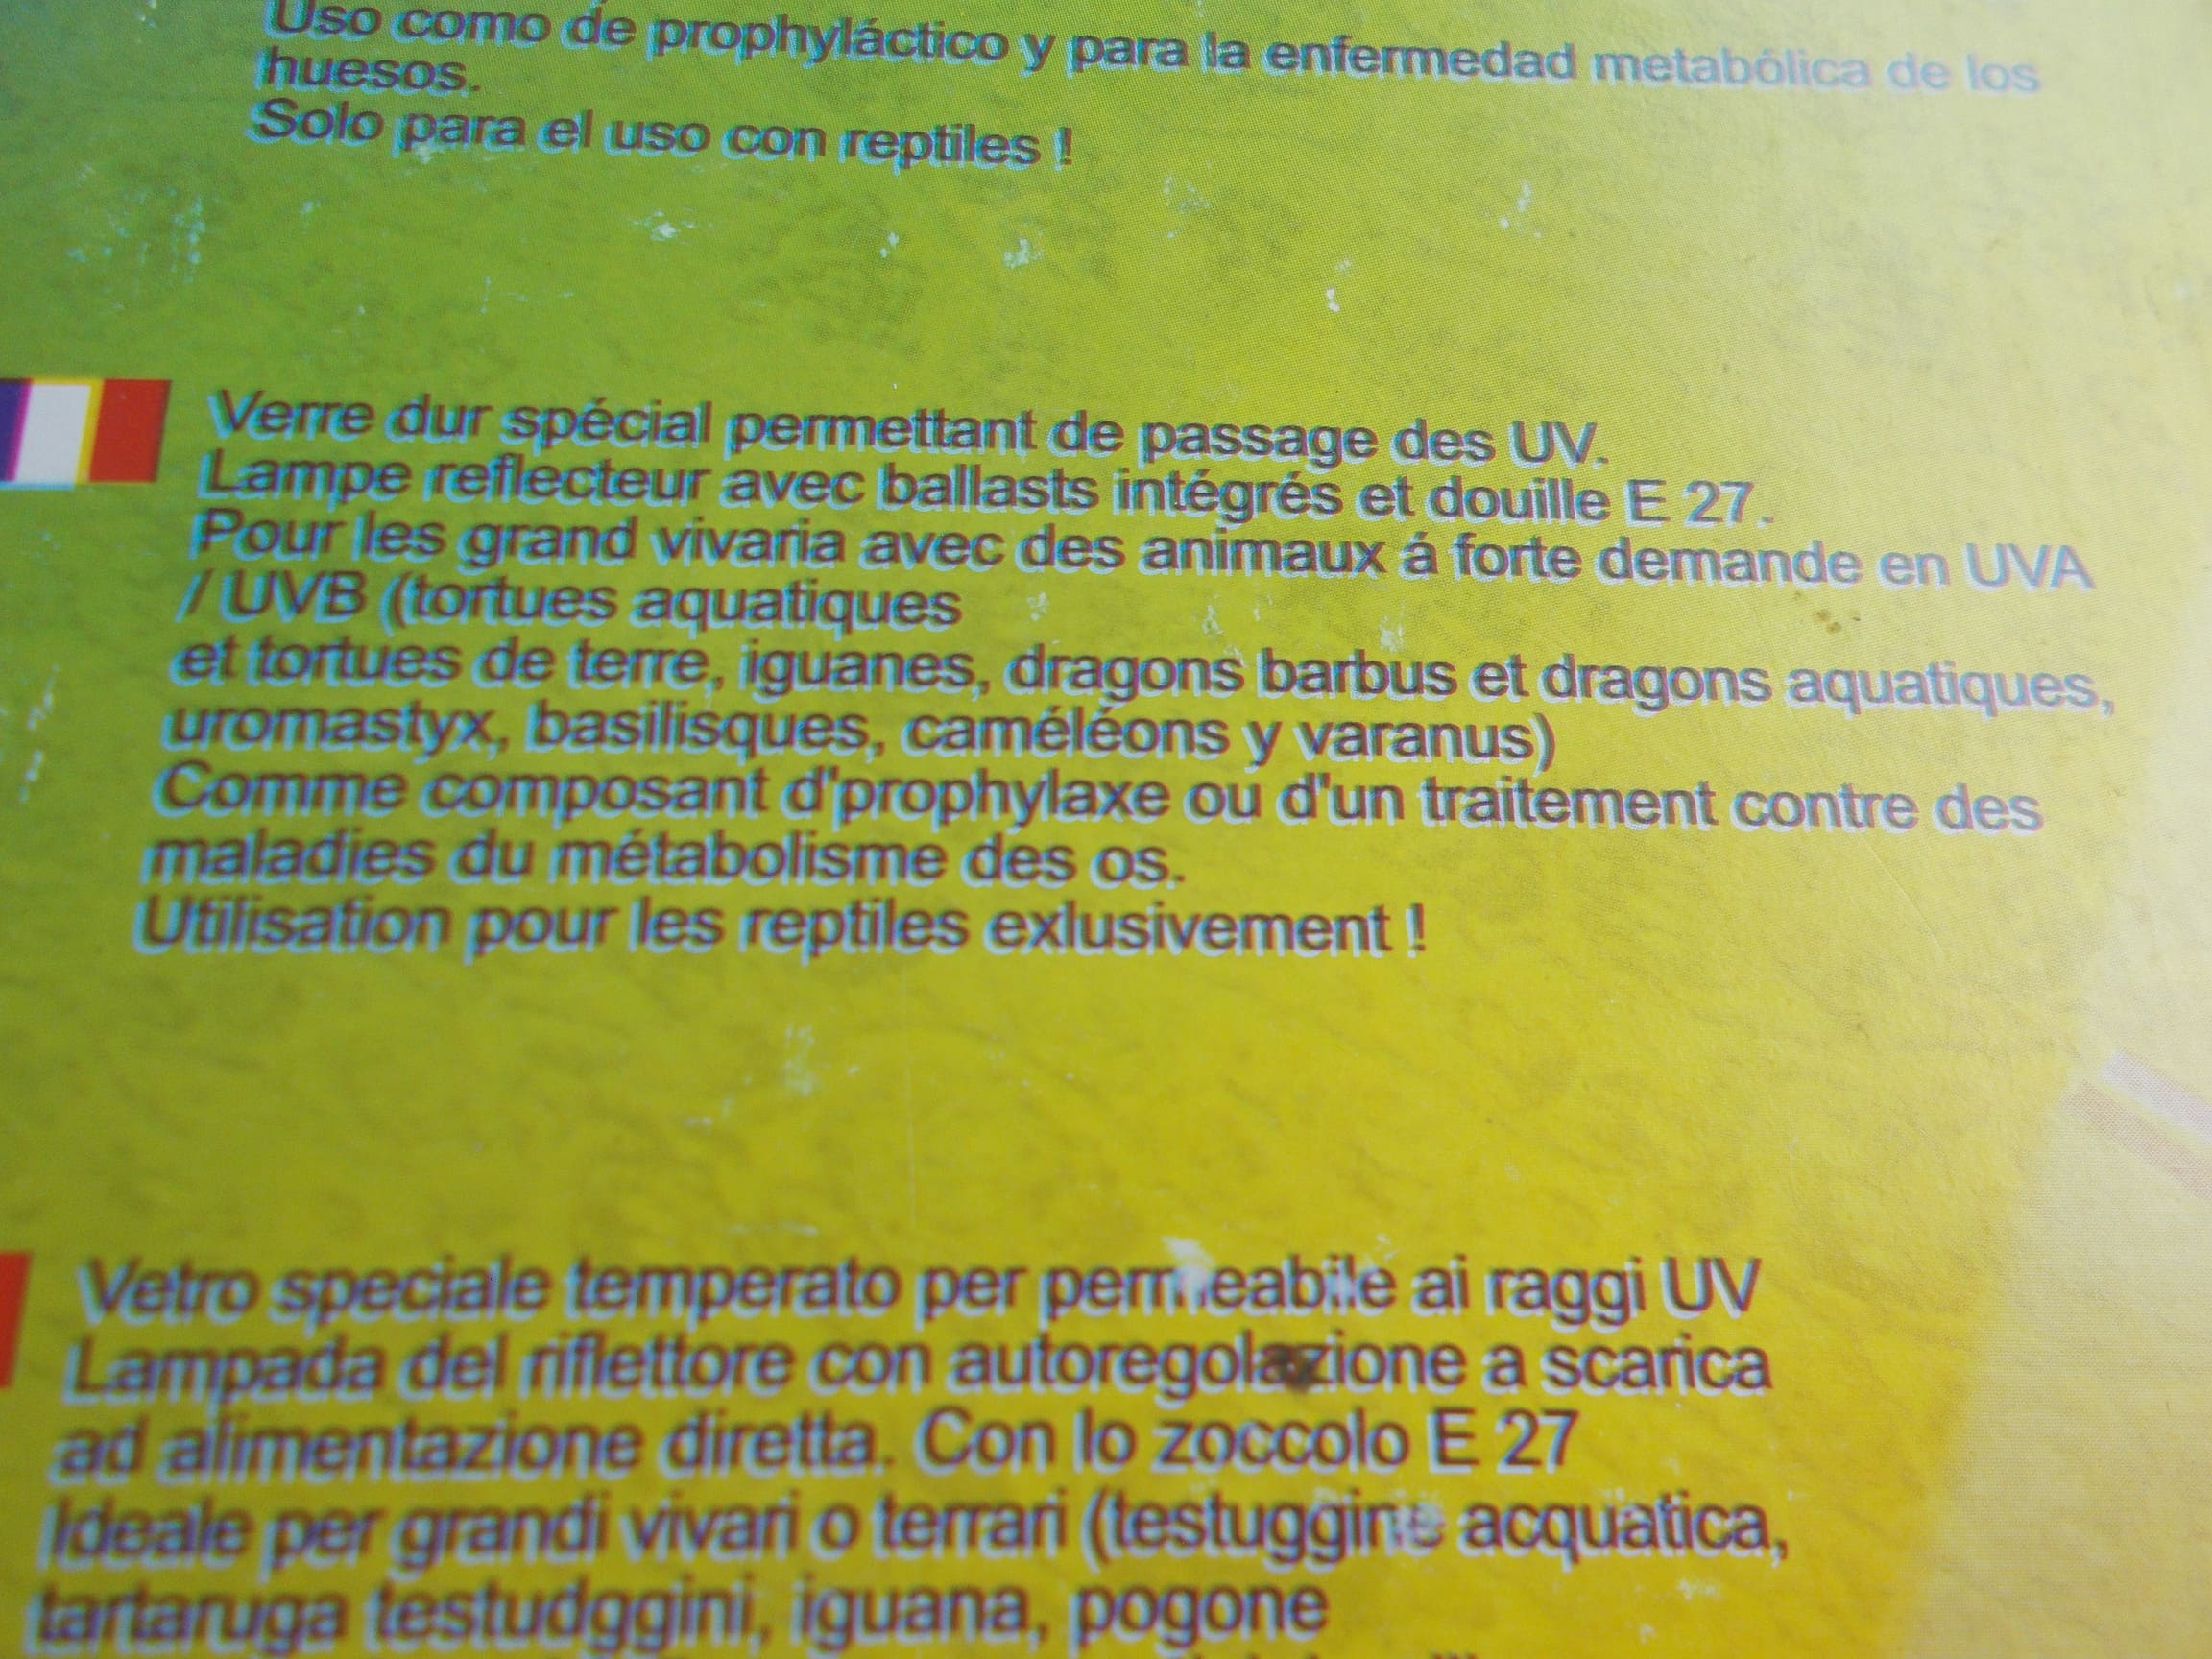 Uso como de prophyláctico y para la enfermedad metabólica de los
huesos.
Solo para el uso con reptiles !
Verre dur spécial permettant de passage des UV.
Lampe reflecteur avec ballasts intégrés et douille E 27.
Pour les grand vivaria avec des animaux á forte demande en UVA
/ UVB (tortues aquatiques
et tortues de terre, iguanes, dragons barbus et dragons aquatiques,
uromastyx, basilisques, caméléons y varanus)
Comme composant d'prophylaxe ou d'un traitement contre des
maladies du métabolisme des os.
Utilisation pour les reptiles exlusivement !
Vetro speciale temperato per permeabile ai raggi UV
Lampada del riflettore con autoregolazione a scarica
ad alimentazione diretta. Con lo zoccolo E 27
Ideale per grandi vivari o terrari (testuggine acquatica,
tartaruga testudggini, iguana, pogone